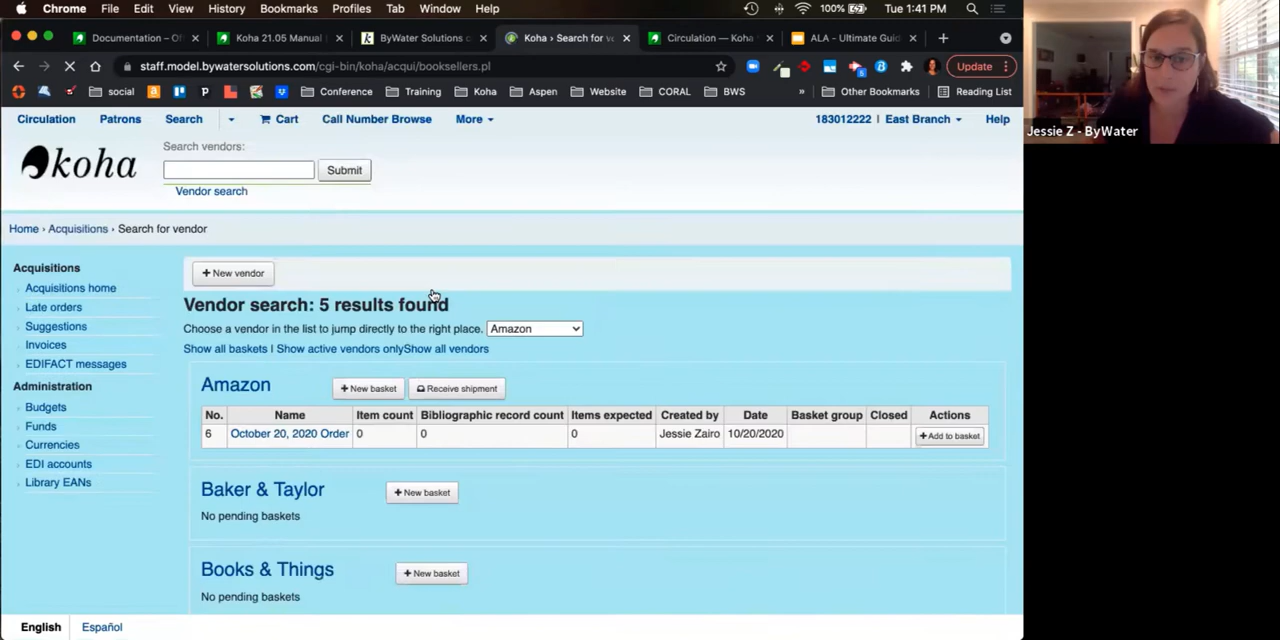 Chrome File Edit View History Bookmarks Profiles Tab Window Help 100% Tue 1:41 PM
Documentation – Of × Koha 21.05 Manual × ByWater Solutions × Koha › Search for v × Circulation — Koha × ALA - Ultimate Gui × +
staff.model.bywatersolutions.com/cgi-bin/koha/acqui/booksellers.pl Update
social Conference Training Koha Aspen Website CORAL BWS » Other Bookmarks Reading List
Circulation Patrons Search Cart Call Number Browse More 183012222 | East Branch Help
Jessie Z - ByWater
koha
Search vendors:
Submit
Vendor search
Home › Acquisitions › Search for vendor
Acquisitions
Acquisitions home
Late orders
Suggestions
Invoices
EDIFACT messages
Administration
Budgets
Funds
Currencies
EDI accounts
Library EANs
+ New vendor
Vendor search: 5 results found
Choose a vendor in the list to jump directly to the right place. Amazon
Show all baskets | Show active vendors onlyShow all vendors
Amazon + New basket Receive shipment
No. Name Item count Bibliographic record count Items expected Created by Date Basket group Closed Actions
6 October 20, 2020 Order 0 0 0 Jessie Zairo 10/20/2020 + Add to basket
Baker & Taylor + New basket
No pending baskets
Books & Things + New basket
No pending baskets
English Español